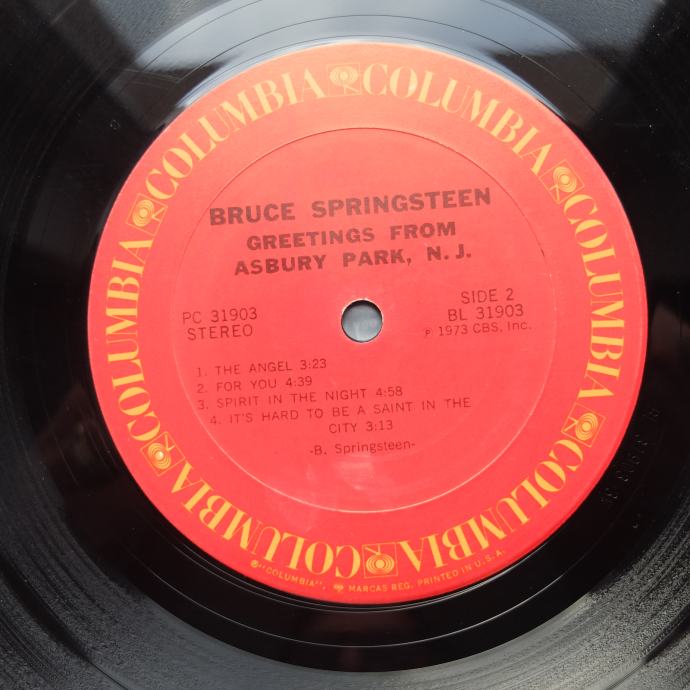 COLUMBIA COLUMBIA COLUMBIA COLUMBIA COLUMBIA COLUMBIA COLUMBIA COLUMBIA
BRUCE SPRINGSTEEN
GREETINGS FROM
ASBURY PARK, N. J.
PC 31903
STEREO
SIDE 2
BL 31903
℗ 1973 CBS, Inc.
1. THE ANGEL 3:23
2. FOR YOU 4:39
3. SPIRIT IN THE NIGHT 4:58
4. IT'S HARD TO BE A SAINT IN THE
CITY 3:13
-B. Springsteen-
®"COLUMBIA", MARCAS REG. PRINTED IN U.S.A.